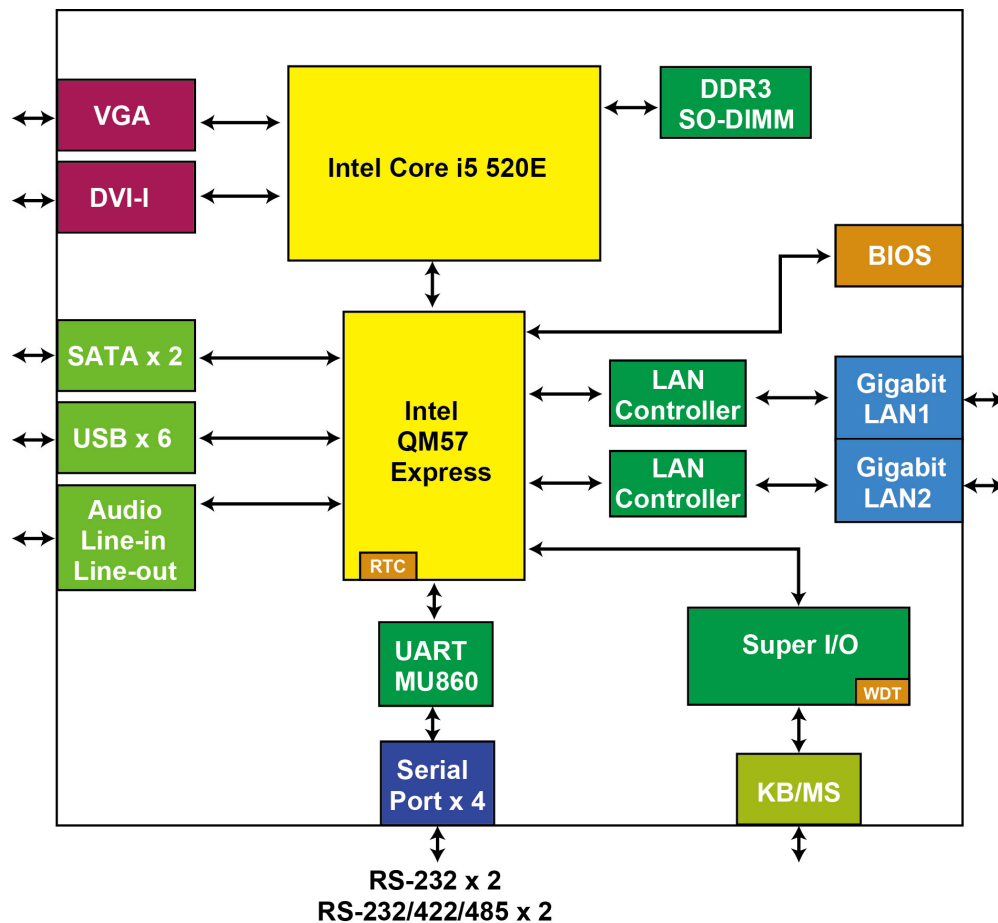 VGA
DVI-I
Intel Core i5 520E
DDR3
SO-DIMM
BIOS
SATA x 2
USB x 6
Audio
Line-in
Line-out
Intel
QM57
Express
RTC
LAN
Controller
Gigabit
LAN1
LAN
Controller
Gigabit
LAN2
UART
MU860
Super I/O
WDT
Serial
Port x 4
KB/MS
RS-232 x 2
RS-232/422/485 x 2